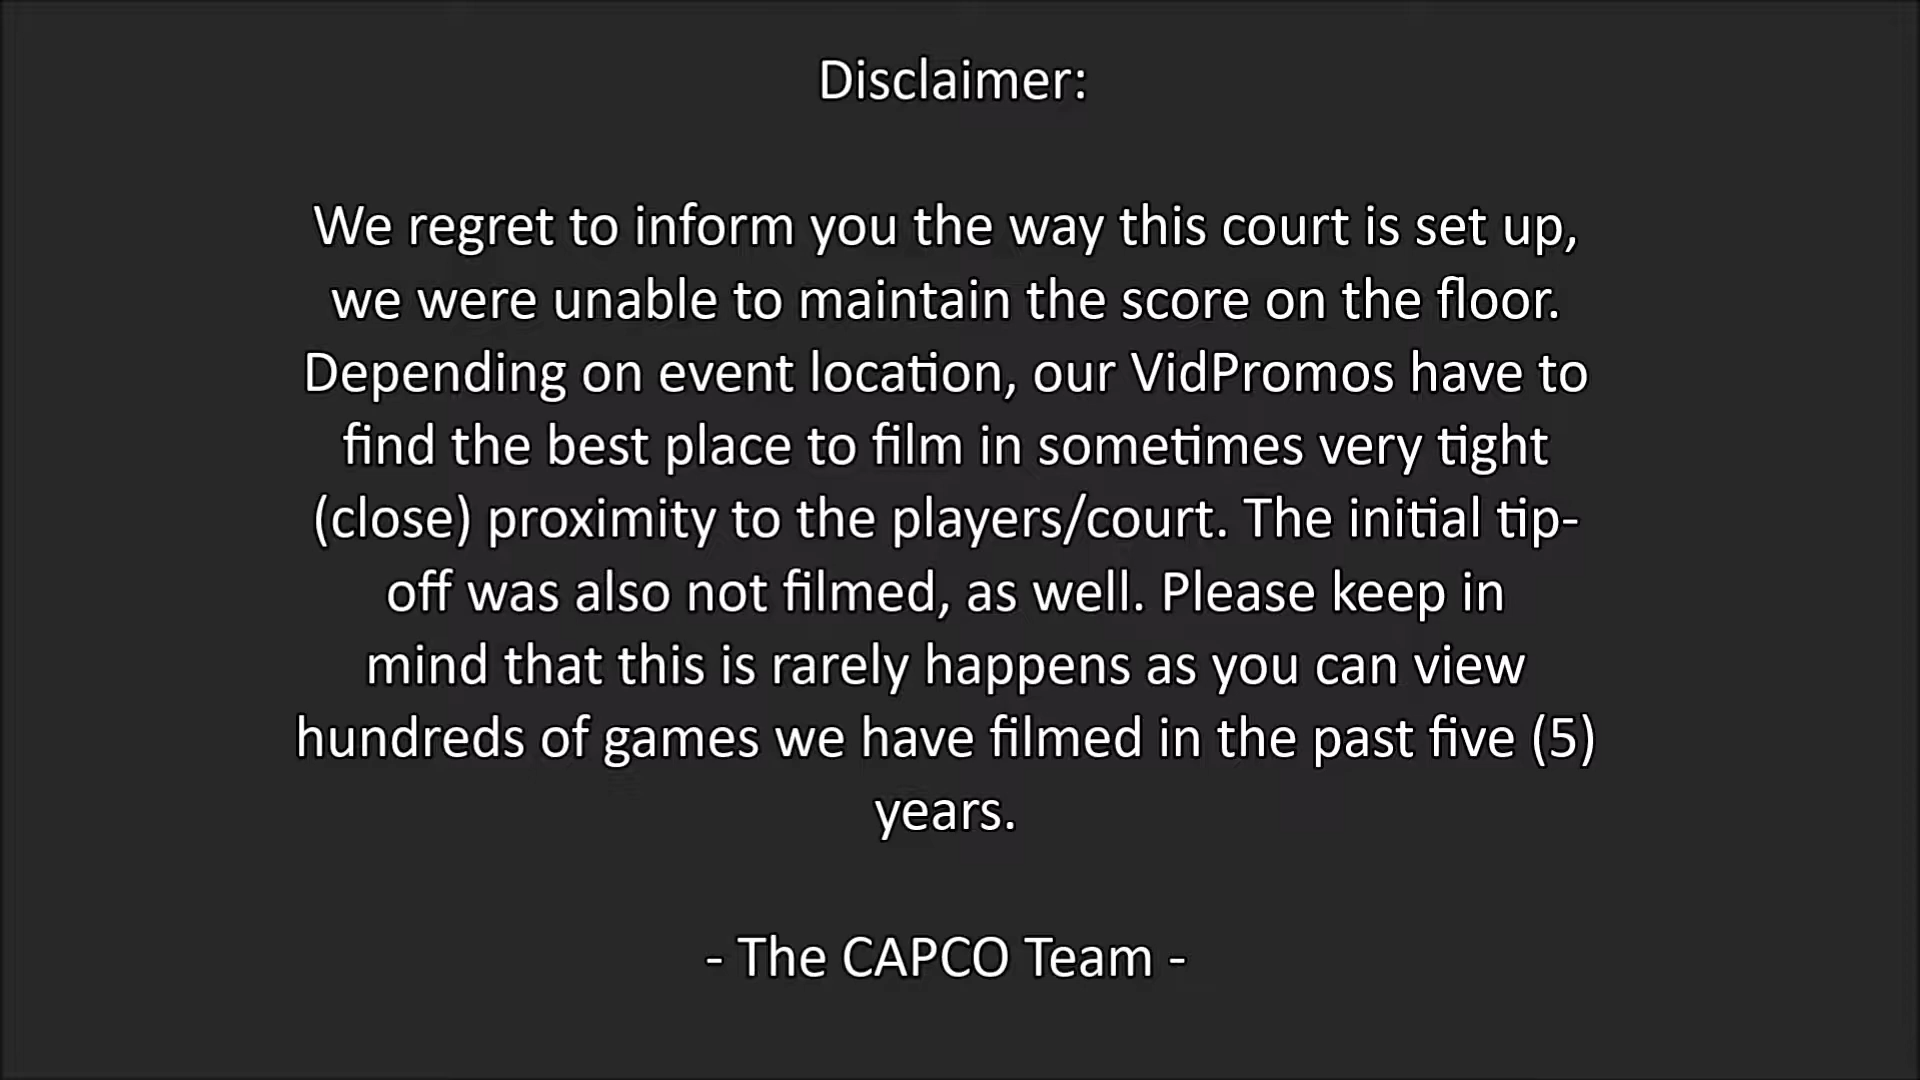 Disclaimer:
We regret to inform you the way this court is set up,
we were unable to maintain the score on the floor.
Depending on event location, our VidPromos have to
find the best place to film in sometimes very tight
(close) proximity to the players/court. The initial tip-
off was also not filmed, as well. Please keep in
mind that this is rarely happens as you can view
hundreds of games we have filmed in the past five (5)
years.
- The CAPCO Team -